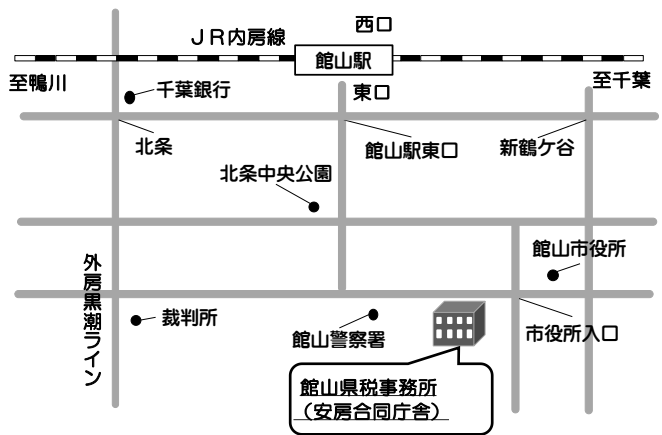 西口
ＪＲ内房線
館山駅
至鴨川
至千葉
千葉銀行
東口
北条
館山駅東口
新鶴ケ谷
北条中央公園
館山市役所
外房黒潮ライン
裁判所
館山警察署
市役所入口
館山県税事務所
（安房合同庁舎）